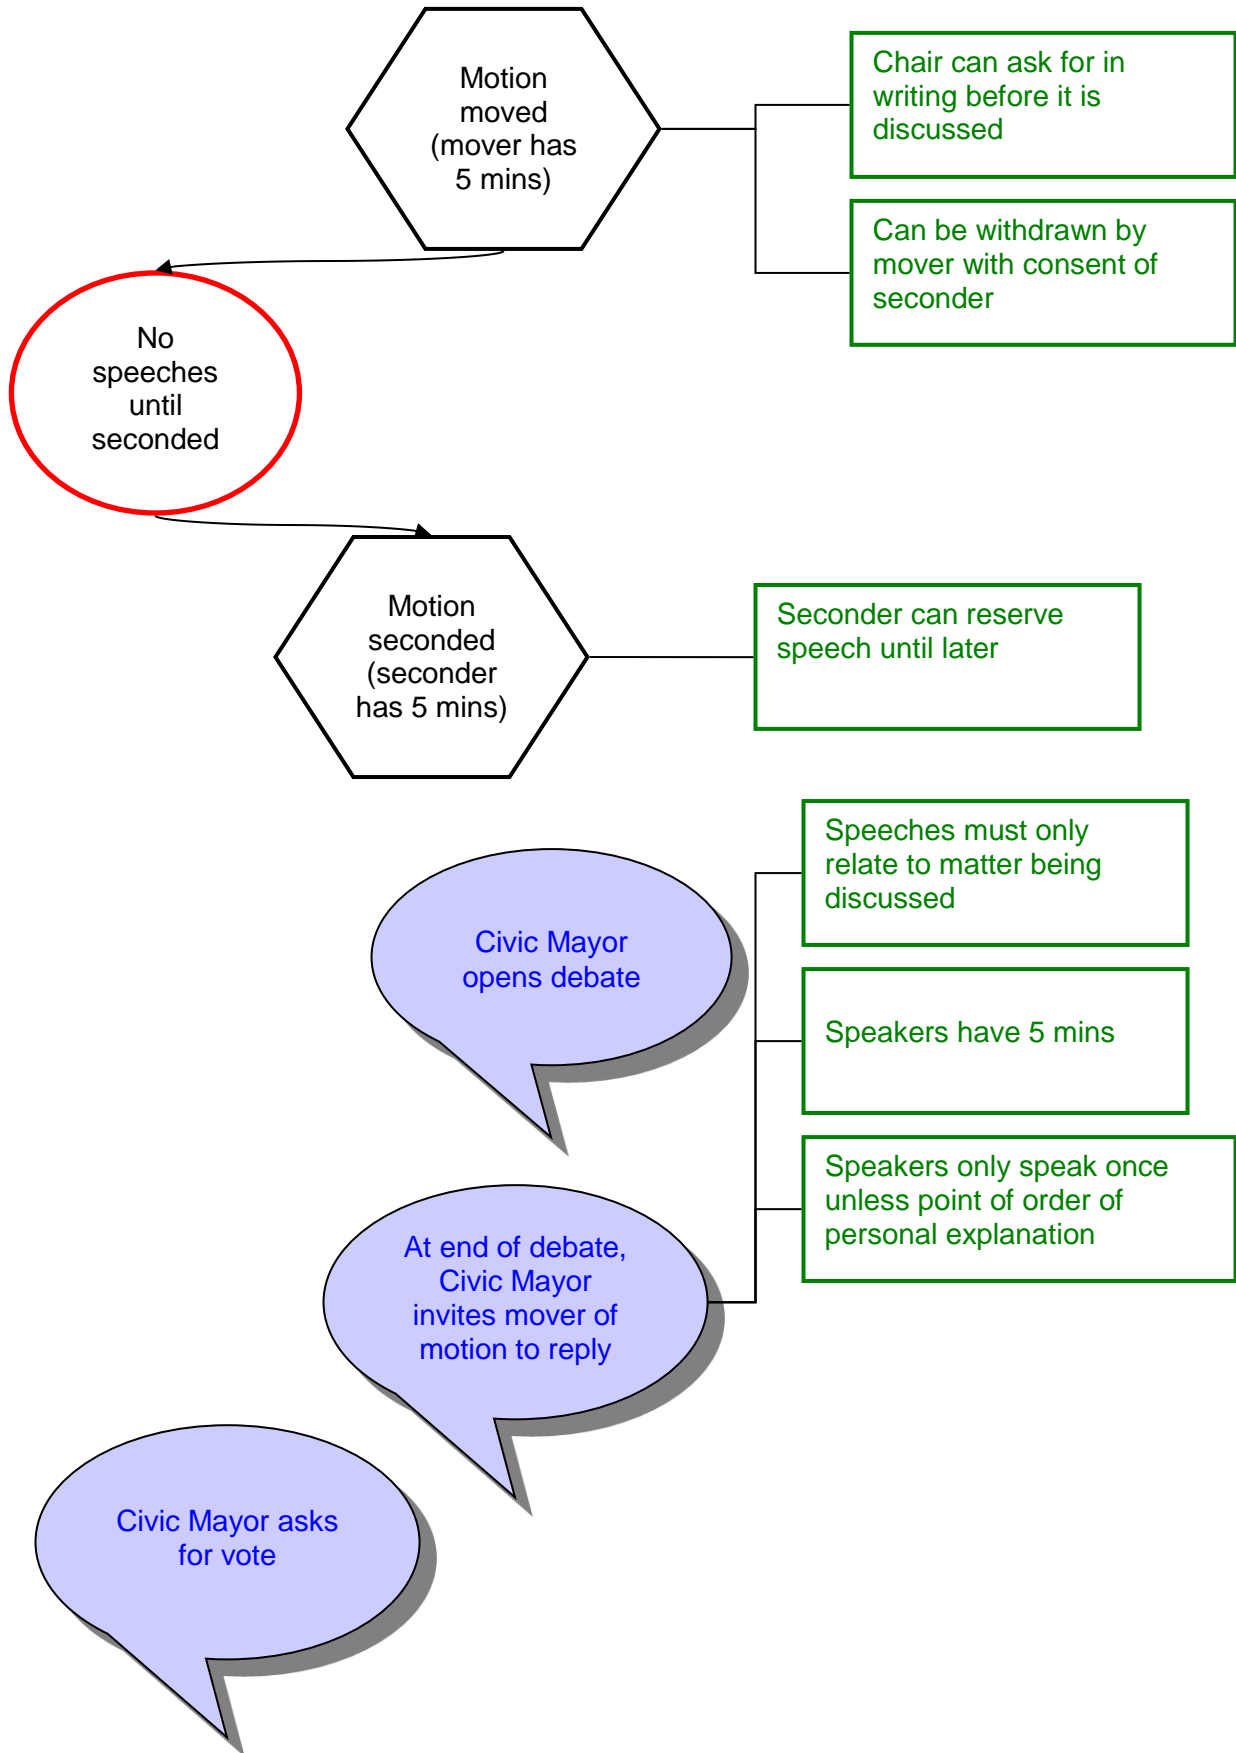 Motion
moved
(mover has
5 mins)
Chair can ask for in
writing before it is
discussed
Can be withdrawn by
mover with consent of
seconder
No
speeches
until
seconded
Motion
seconded
(seconder
has 5 mins)
Seconder can reserve
speech until later
Speeches must only
relate to matter being
discussed
Civic Mayor
opens debate
Speakers have 5 mins
Speakers only speak once
unless point of order of
personal explanation
At end of debate,
Civic Mayor
invites mover of
motion to reply
Civic Mayor asks
for vote